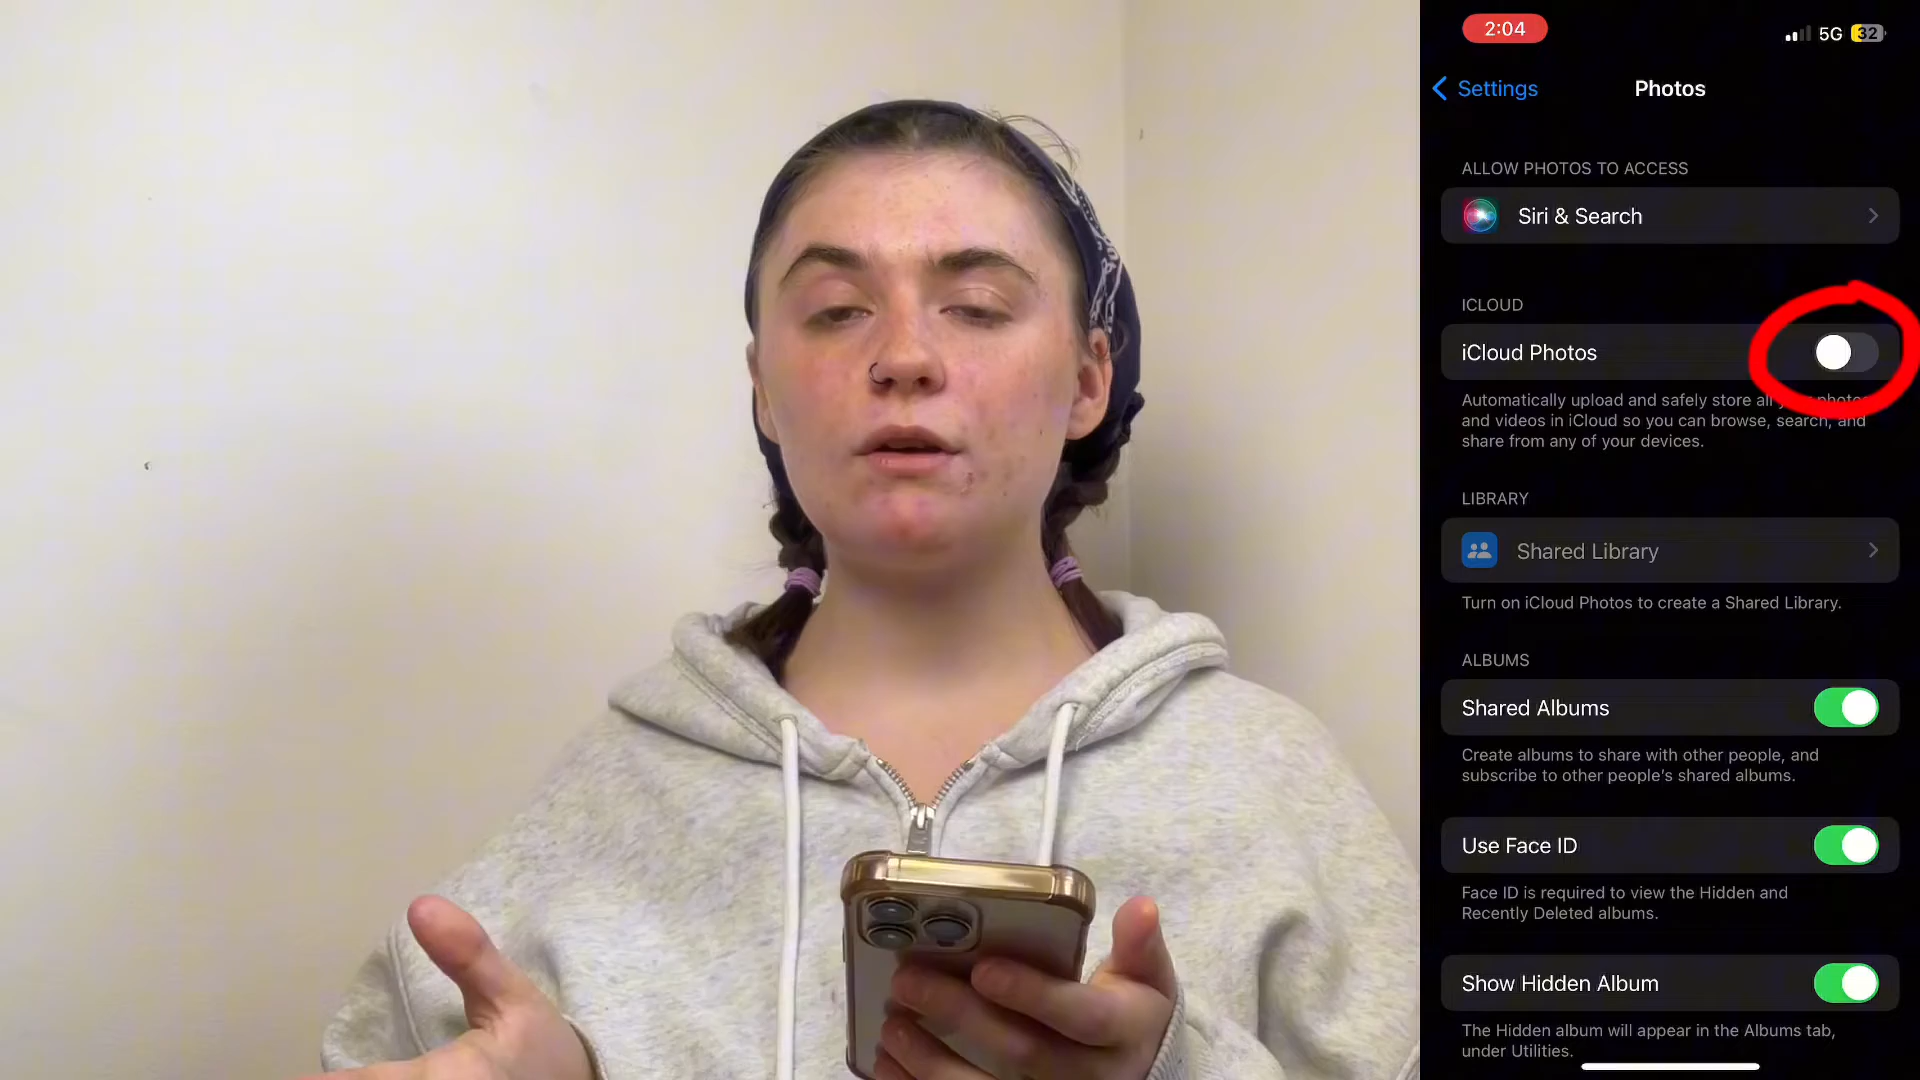 2:04
5G 32
Settings
Photos
ALLOW PHOTOS TO ACCESS
Siri & Search
ICLOUD
iCloud Photos
Automatically upload and safely store all your photos
and videos in iCloud so you can browse, search, and
share from any of your devices.
LIBRARY
Shared Library
Turn on iCloud Photos to create a Shared Library.
ALBUMS
Shared Albums
Create albums to share with other people, and
subscribe to other people's shared albums.
Use Face ID
Face ID is required to view the Hidden and
Recently Deleted albums.
Show Hidden Album
The Hidden album will appear in the Albums tab,
under Utilities.